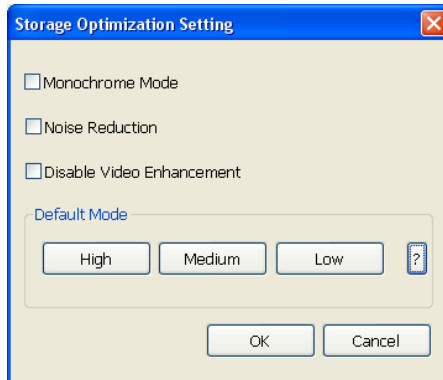 Storage Optimization Setting
Monochrome Mode
Noise Reduction
Disable Video Enhancement
Default Mode
High Medium Low ?
OK Cancel